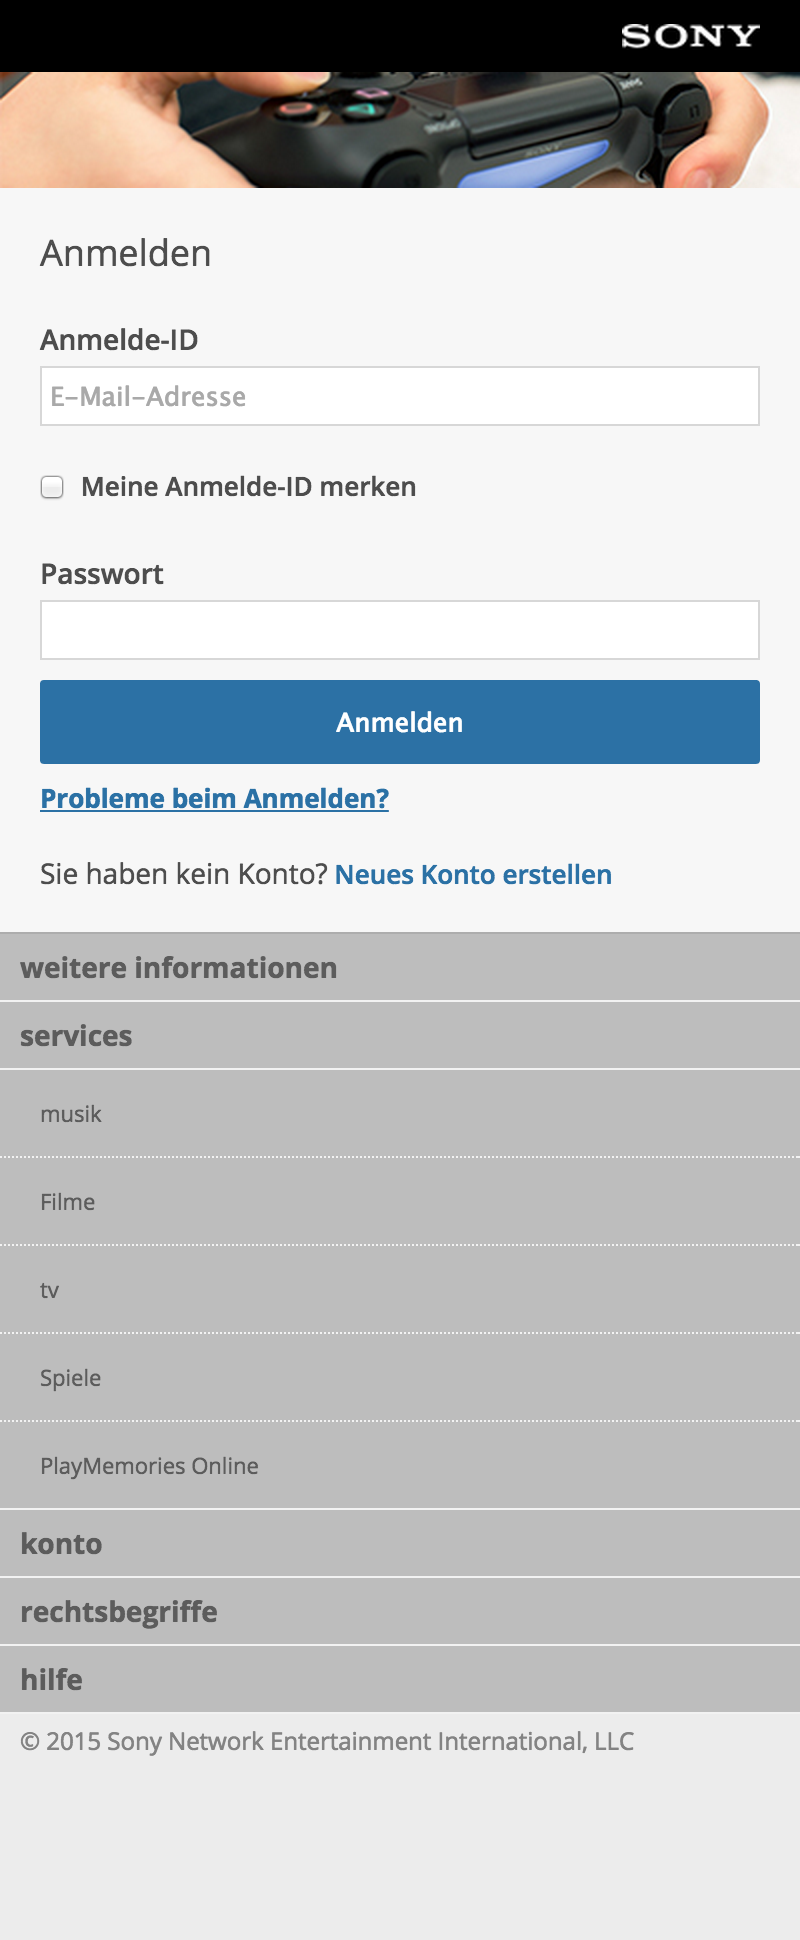 SONY
Anmelden
Anmelde-ID
E-Mail-Adresse
Meine Anmelde-ID merken
Passwort
Anmelden
Probleme beim Anmelden?
Sie haben kein Konto? Neues Konto erstellen
weitere informationen
services
musik
Filme
tv
Spiele
PlayMemories Online
konto
rechtsbegriffe
hilfe
© 2015 Sony Network Entertainment International, LLC